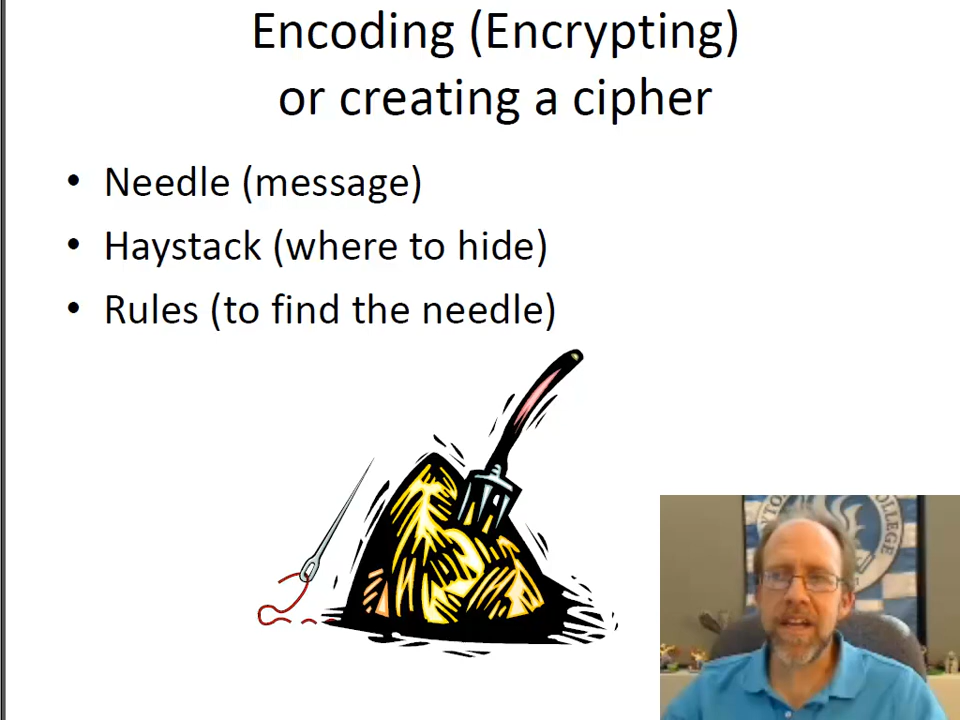 Encoding (Encrypting)
or creating a cipher
• Needle (message)
• Haystack (where to hide)
• Rules (to find the needle)